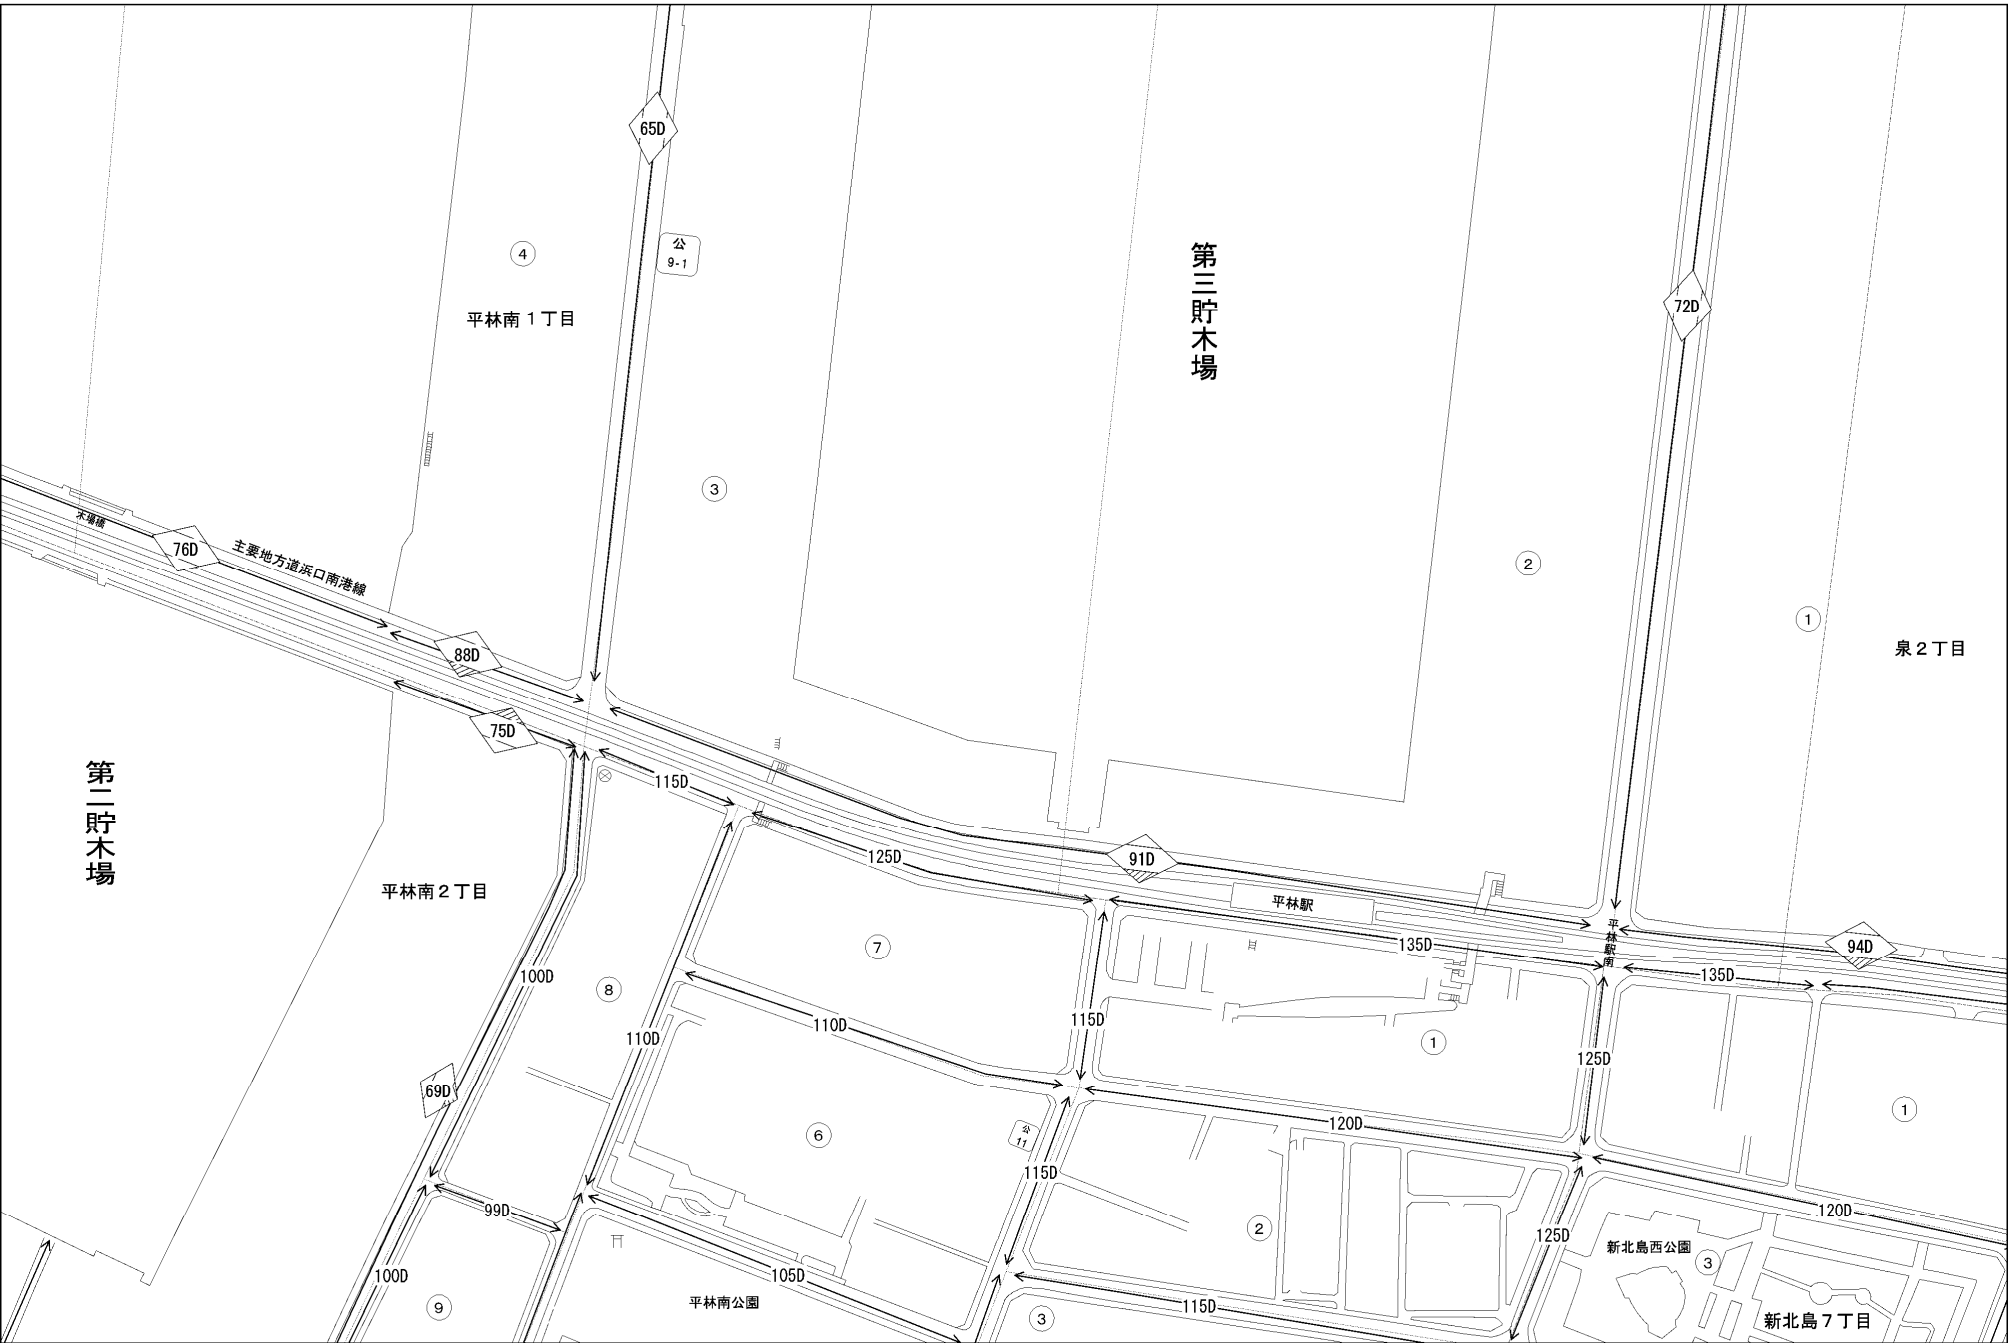 65D
公
9-1
④
平林南1丁目
第三貯木場
72D
③
木場橋
76D
主要地方道浜口南港線
②
①
泉2丁目
88D
75D
115D
第二貯木場
平林南2丁目
125D
91D
平林駅
平林駅南
135D
94D
135D
⑦
100D
⑧
110D
110D
115D
①
125D
69D
⑥
公
11
120D
①
115D
99D
②
125D
120D
新北島西公園
③
100D
⑨
105D
平林南公園
115D
③
新北島7丁目